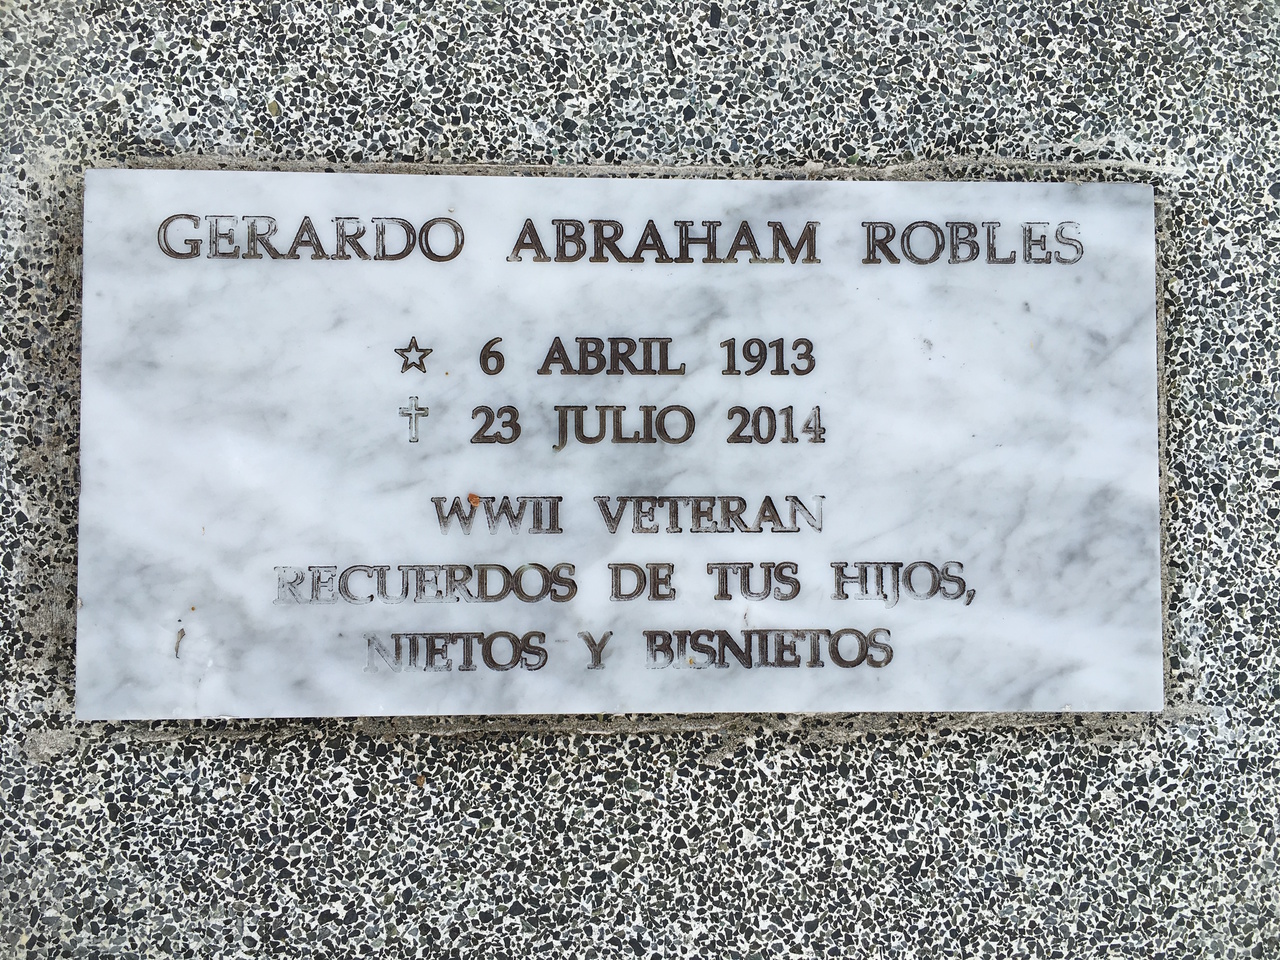 GERARDO ABRAHAM ROBLES
☆ 6 ABRIL 1913
✝ 23 JULIO 2014
WWII VETERAN
RECUERDOS DE TUS HIJOS,
NIETOS Y BISNIETOS